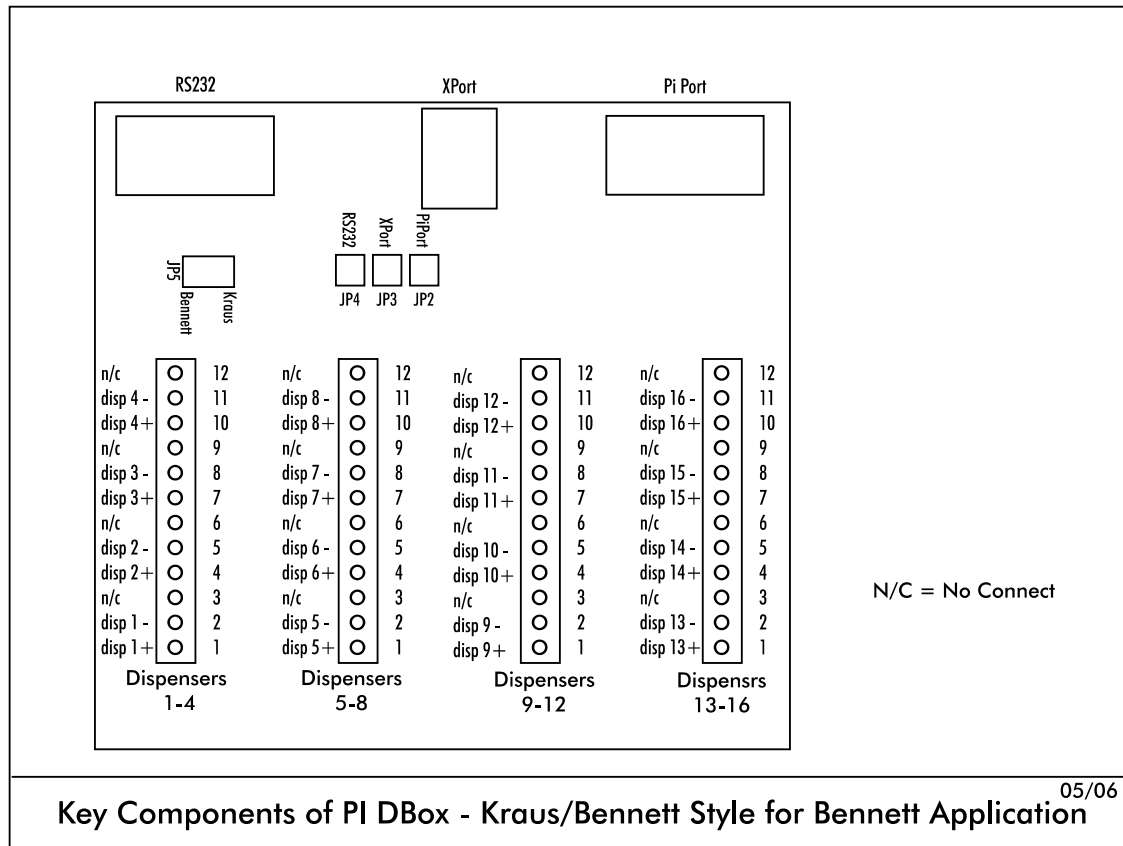 RS232 XPort Pi Port
RS232 XPort PiPort
JP5
Bennett Kraus
JP4 JP3 JP2
n/c 12 n/c 12 n/c 12 n/c 12
disp 4 - 11 disp 8 - 11 disp 12 - 11 disp 16 - 11
disp 4+ 10 disp 8+ 10 disp 12+ 10 disp 16+ 10
n/c 9 n/c 9 n/c 9 n/c 9
disp 3 - 8 disp 7 - 8 disp 11 - 8 disp 15 - 8
disp 3+ 7 disp 7+ 7 disp 11+ 7 disp 15+ 7
n/c 6 n/c 6 n/c 6 n/c 6
disp 2 - 5 disp 6 - 5 disp 10 - 5 disp 14 - 5
disp 2+ 4 disp 6+ 4 disp 10+ 4 disp 14+ 4
n/c 3 n/c 3 n/c 3 n/c 3
disp 1 - 2 disp 5 - 2 disp 9 - 2 disp 13 - 2
disp 1+ 1 disp 5+ 1 disp 9+ 1 disp 13+ 1
Dispensers Dispensers Dispensers Dispensrs
1-4 5-8 9-12 13-16
N/C = No Connect
05/06
Key Components of PI DBox - Kraus/Bennett Style for Bennett Application